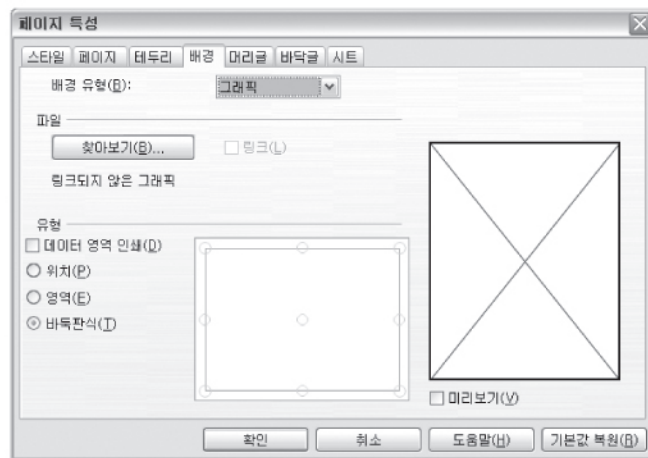 페이지 특성
스타일 페이지 테두리 배경 머리글 바닥글 시트
배경 유형(B): 그래픽
파일
찾아보기(B)... 링크(L)
링크되지 않은 그래픽
유형
데이터 영역 인쇄(D)
위치(P)
영역(E)
바둑판식(T)
미리보기(V)
확인 취소 도움말(H) 기본값 복원(R)